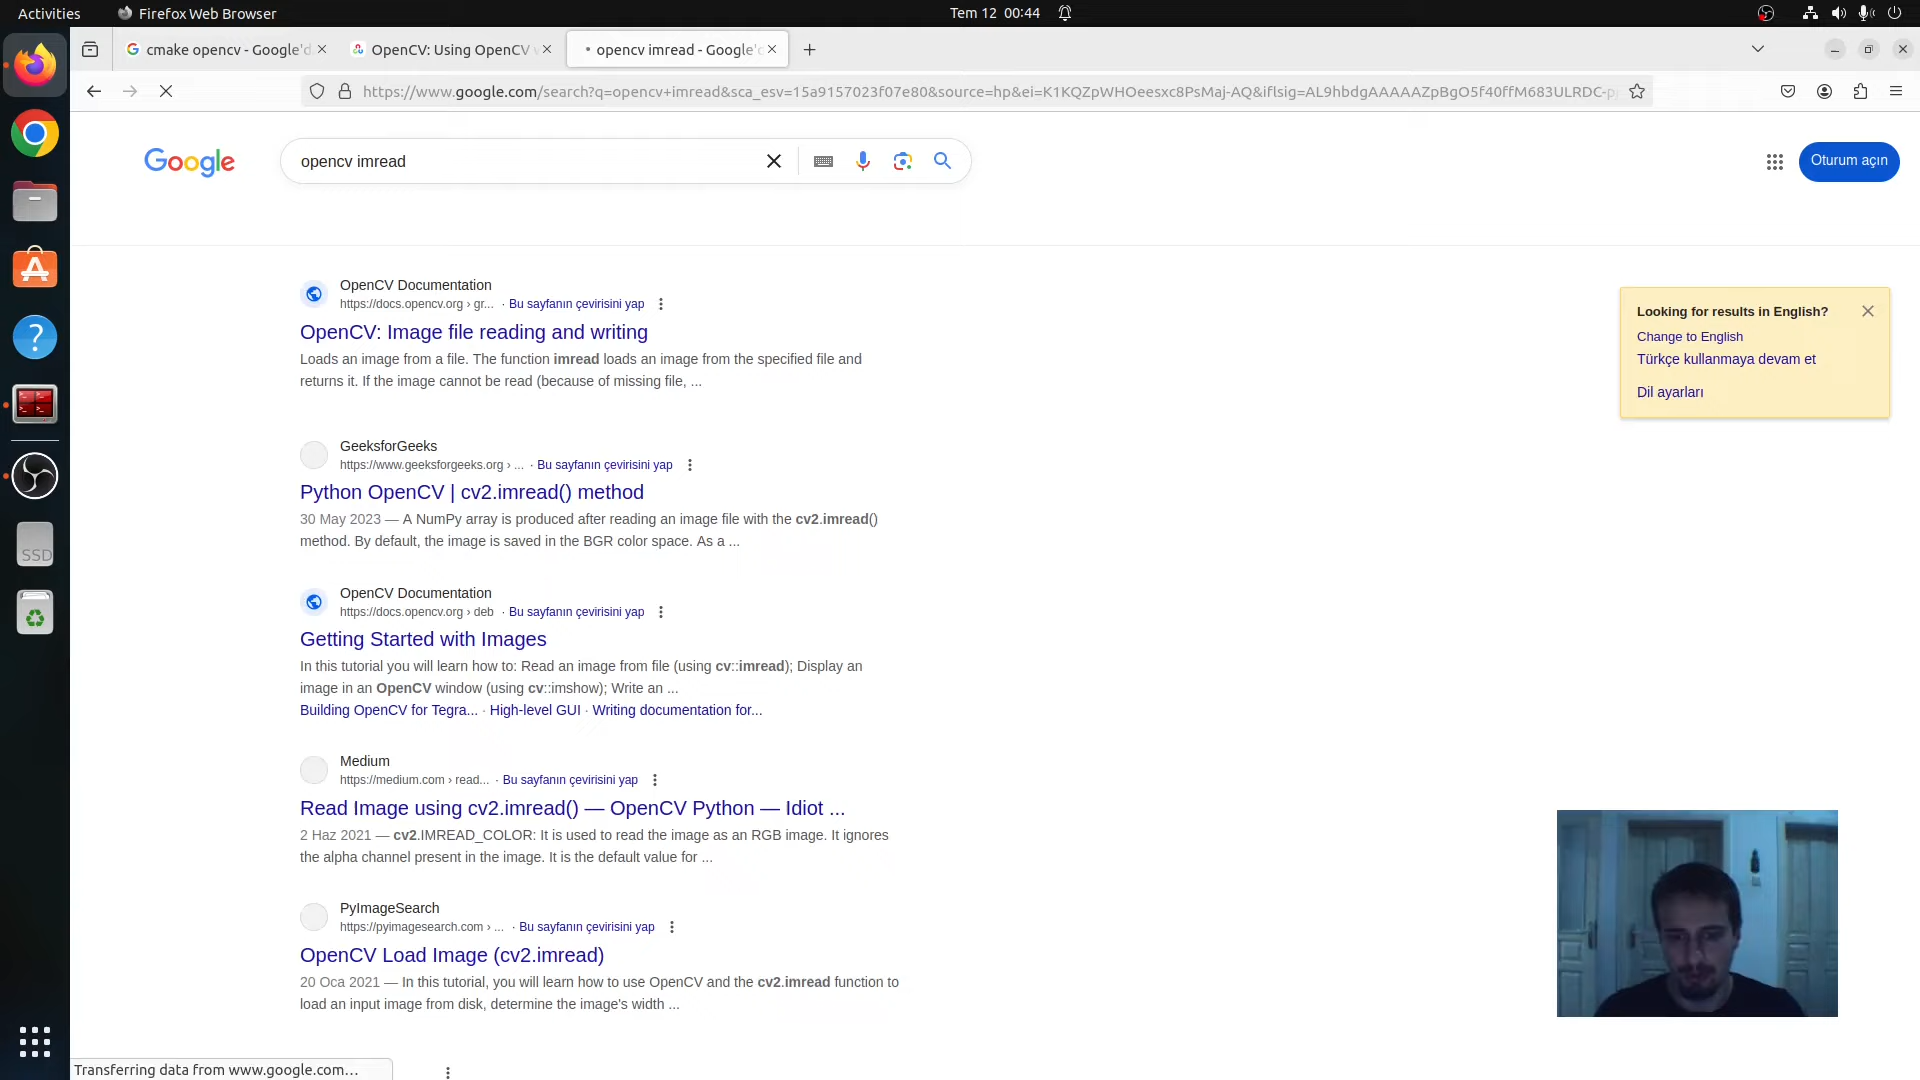 Activities
Firefox Web Browser
Tem 12 00:44
cmake opencv - Google'd
OpenCV: Using OpenCV
opencv imread - Google'd
https://www.google.com/search?q=opencv+imread&sca_esv=15a9157023f07e80&source=hp&ei=K1KQZpWHOeesxc8PsMaj-AQ&iflsig=AL9hbdgAAAAAZpBgO5f40ffM683ULRDC-p
Google
opencv imread
Oturum açın
OpenCV Documentation
https://docs.opencv.org › gr... · Bu sayfanın çevirisini yap
OpenCV: Image file reading and writing
Loads an image from a file. The function imread loads an image from the specified file and
returns it. If the image cannot be read (because of missing file, ...
Looking for results in English?
Change to English
Türkçe kullanmaya devam et
Dil ayarları
GeeksforGeeks
https://www.geeksforgeeks.org › ... · Bu sayfanın çevirisini yap
Python OpenCV | cv2.imread() method
30 May 2023 — A NumPy array is produced after reading an image file with the cv2.imread()
method. By default, the image is saved in the BGR color space. As a ...
OpenCV Documentation
https://docs.opencv.org › deb · Bu sayfanın çevirisini yap
Getting Started with Images
In this tutorial you will learn how to: Read an image from file (using cv::imread); Display an
image in an OpenCV window (using cv::imshow); Write an ...
Building OpenCV for Tegra... · High-level GUI · Writing documentation for...
Medium
https://medium.com › read... · Bu sayfanın çevirisini yap
Read Image using cv2.imread() — OpenCV Python — Idiot ...
2 Haz 2021 — cv2.IMREAD_COLOR: It is used to read the image as an RGB image. It ignores
the alpha channel present in the image. It is the default value for ...
PyImageSearch
https://pyimagesearch.com › ... · Bu sayfanın çevirisini yap
OpenCV Load Image (cv2.imread)
20 Oca 2021 — In this tutorial, you will learn how to use OpenCV and the cv2.imread function to
load an input image from disk, determine the image's width ...
SSD
Transferring data from www.google.com…